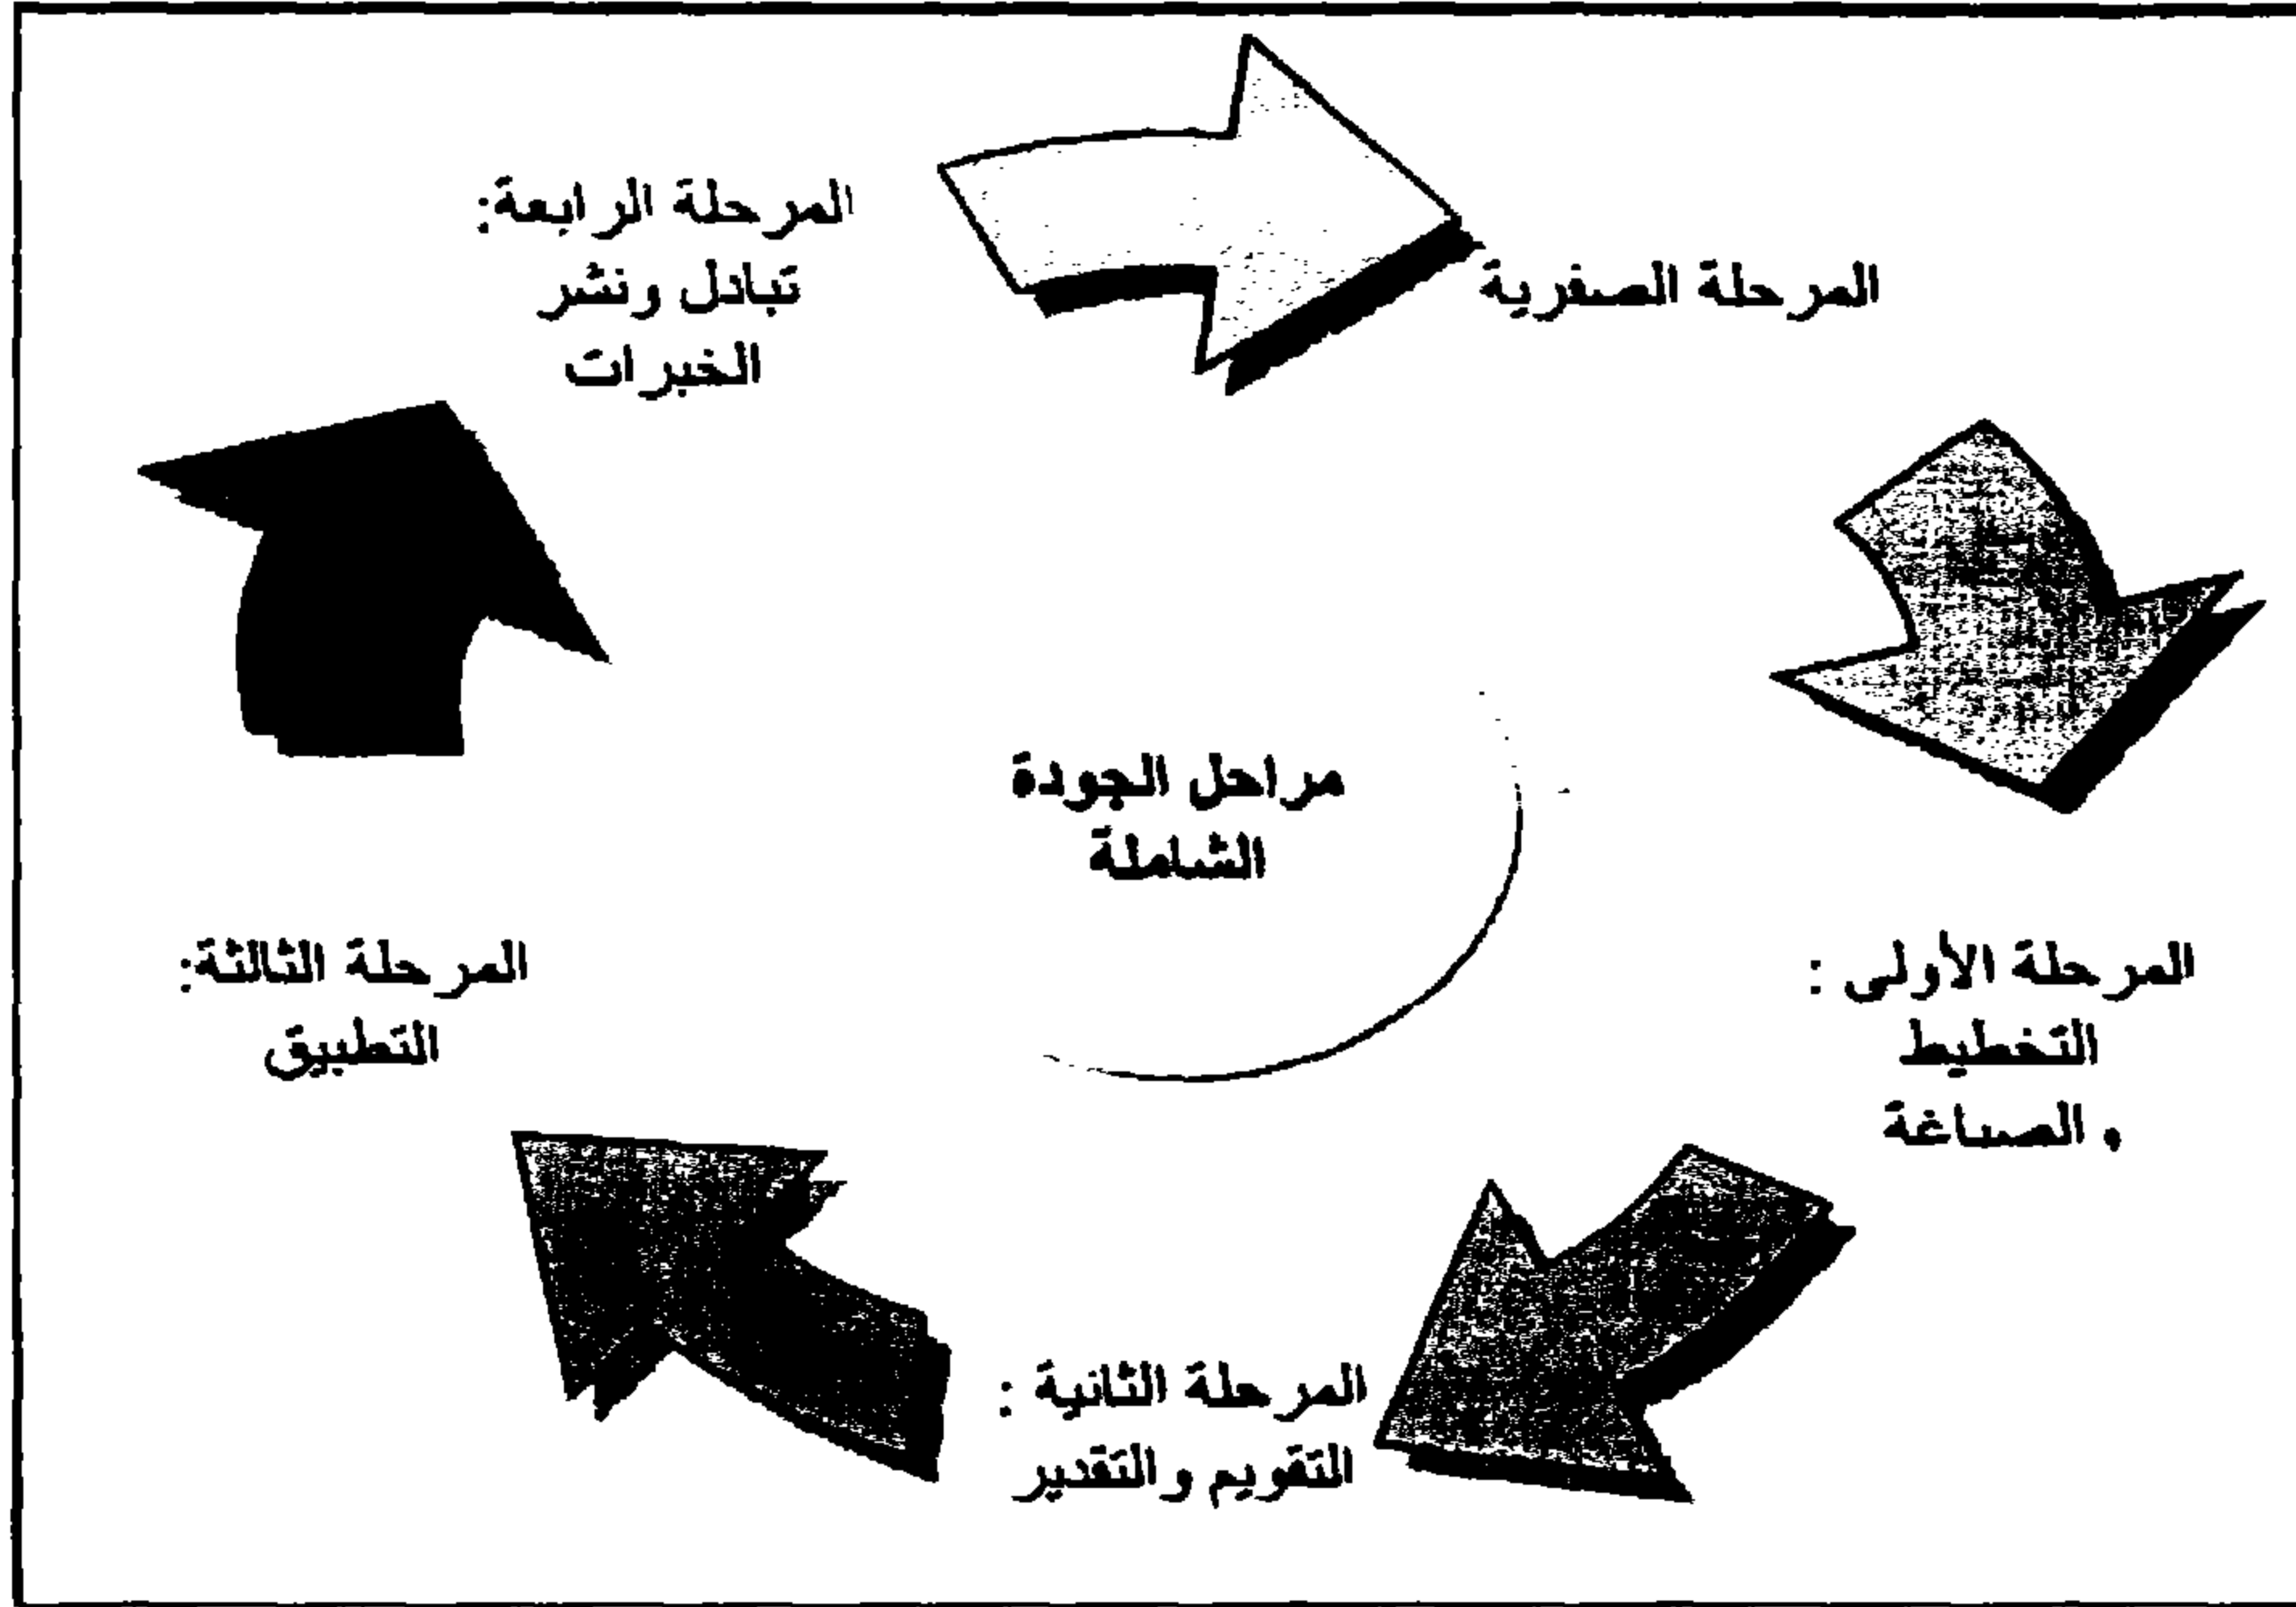 المرحلة الرابعة:
تبادل ونشر
الخبرات
المرحلة الصفرية
مراحل الجودة
الشاملة
المرحلة الأولى :
التخطيط
و الصياغة
المرحلة الثانية :
التقويم والتقدير
المرحلة الثالثة:
التطبيق